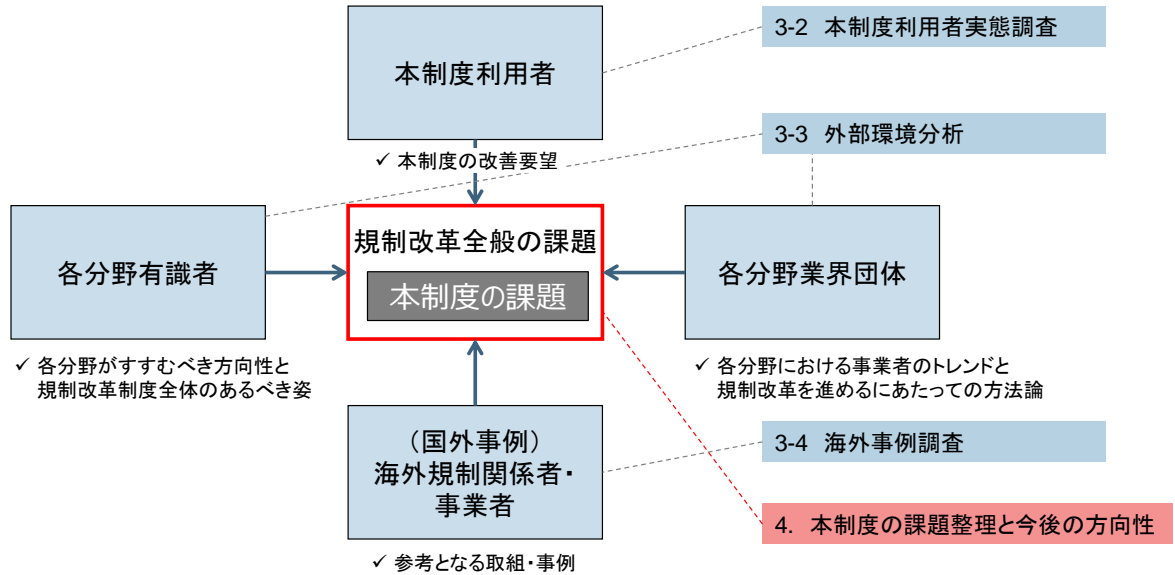 3-2 本制度利用者実態調査
本制度利用者
3-3 外部環境分析
✓ 本制度の改善要望
各分野有識者
規制改革全般の課題
本制度の課題
各分野業界団体
✓ 各分野がすすむべき方向性と
規制改革制度全体のあるべき姿
✓ 各分野における事業者のトレンドと
規制改革を進めるにあたっての方法論
（国外事例）
海外規制関係者・
事業者
3-4 海外事例調査
4. 本制度の課題整理と今後の方向性
✓ 参考となる取組・事例